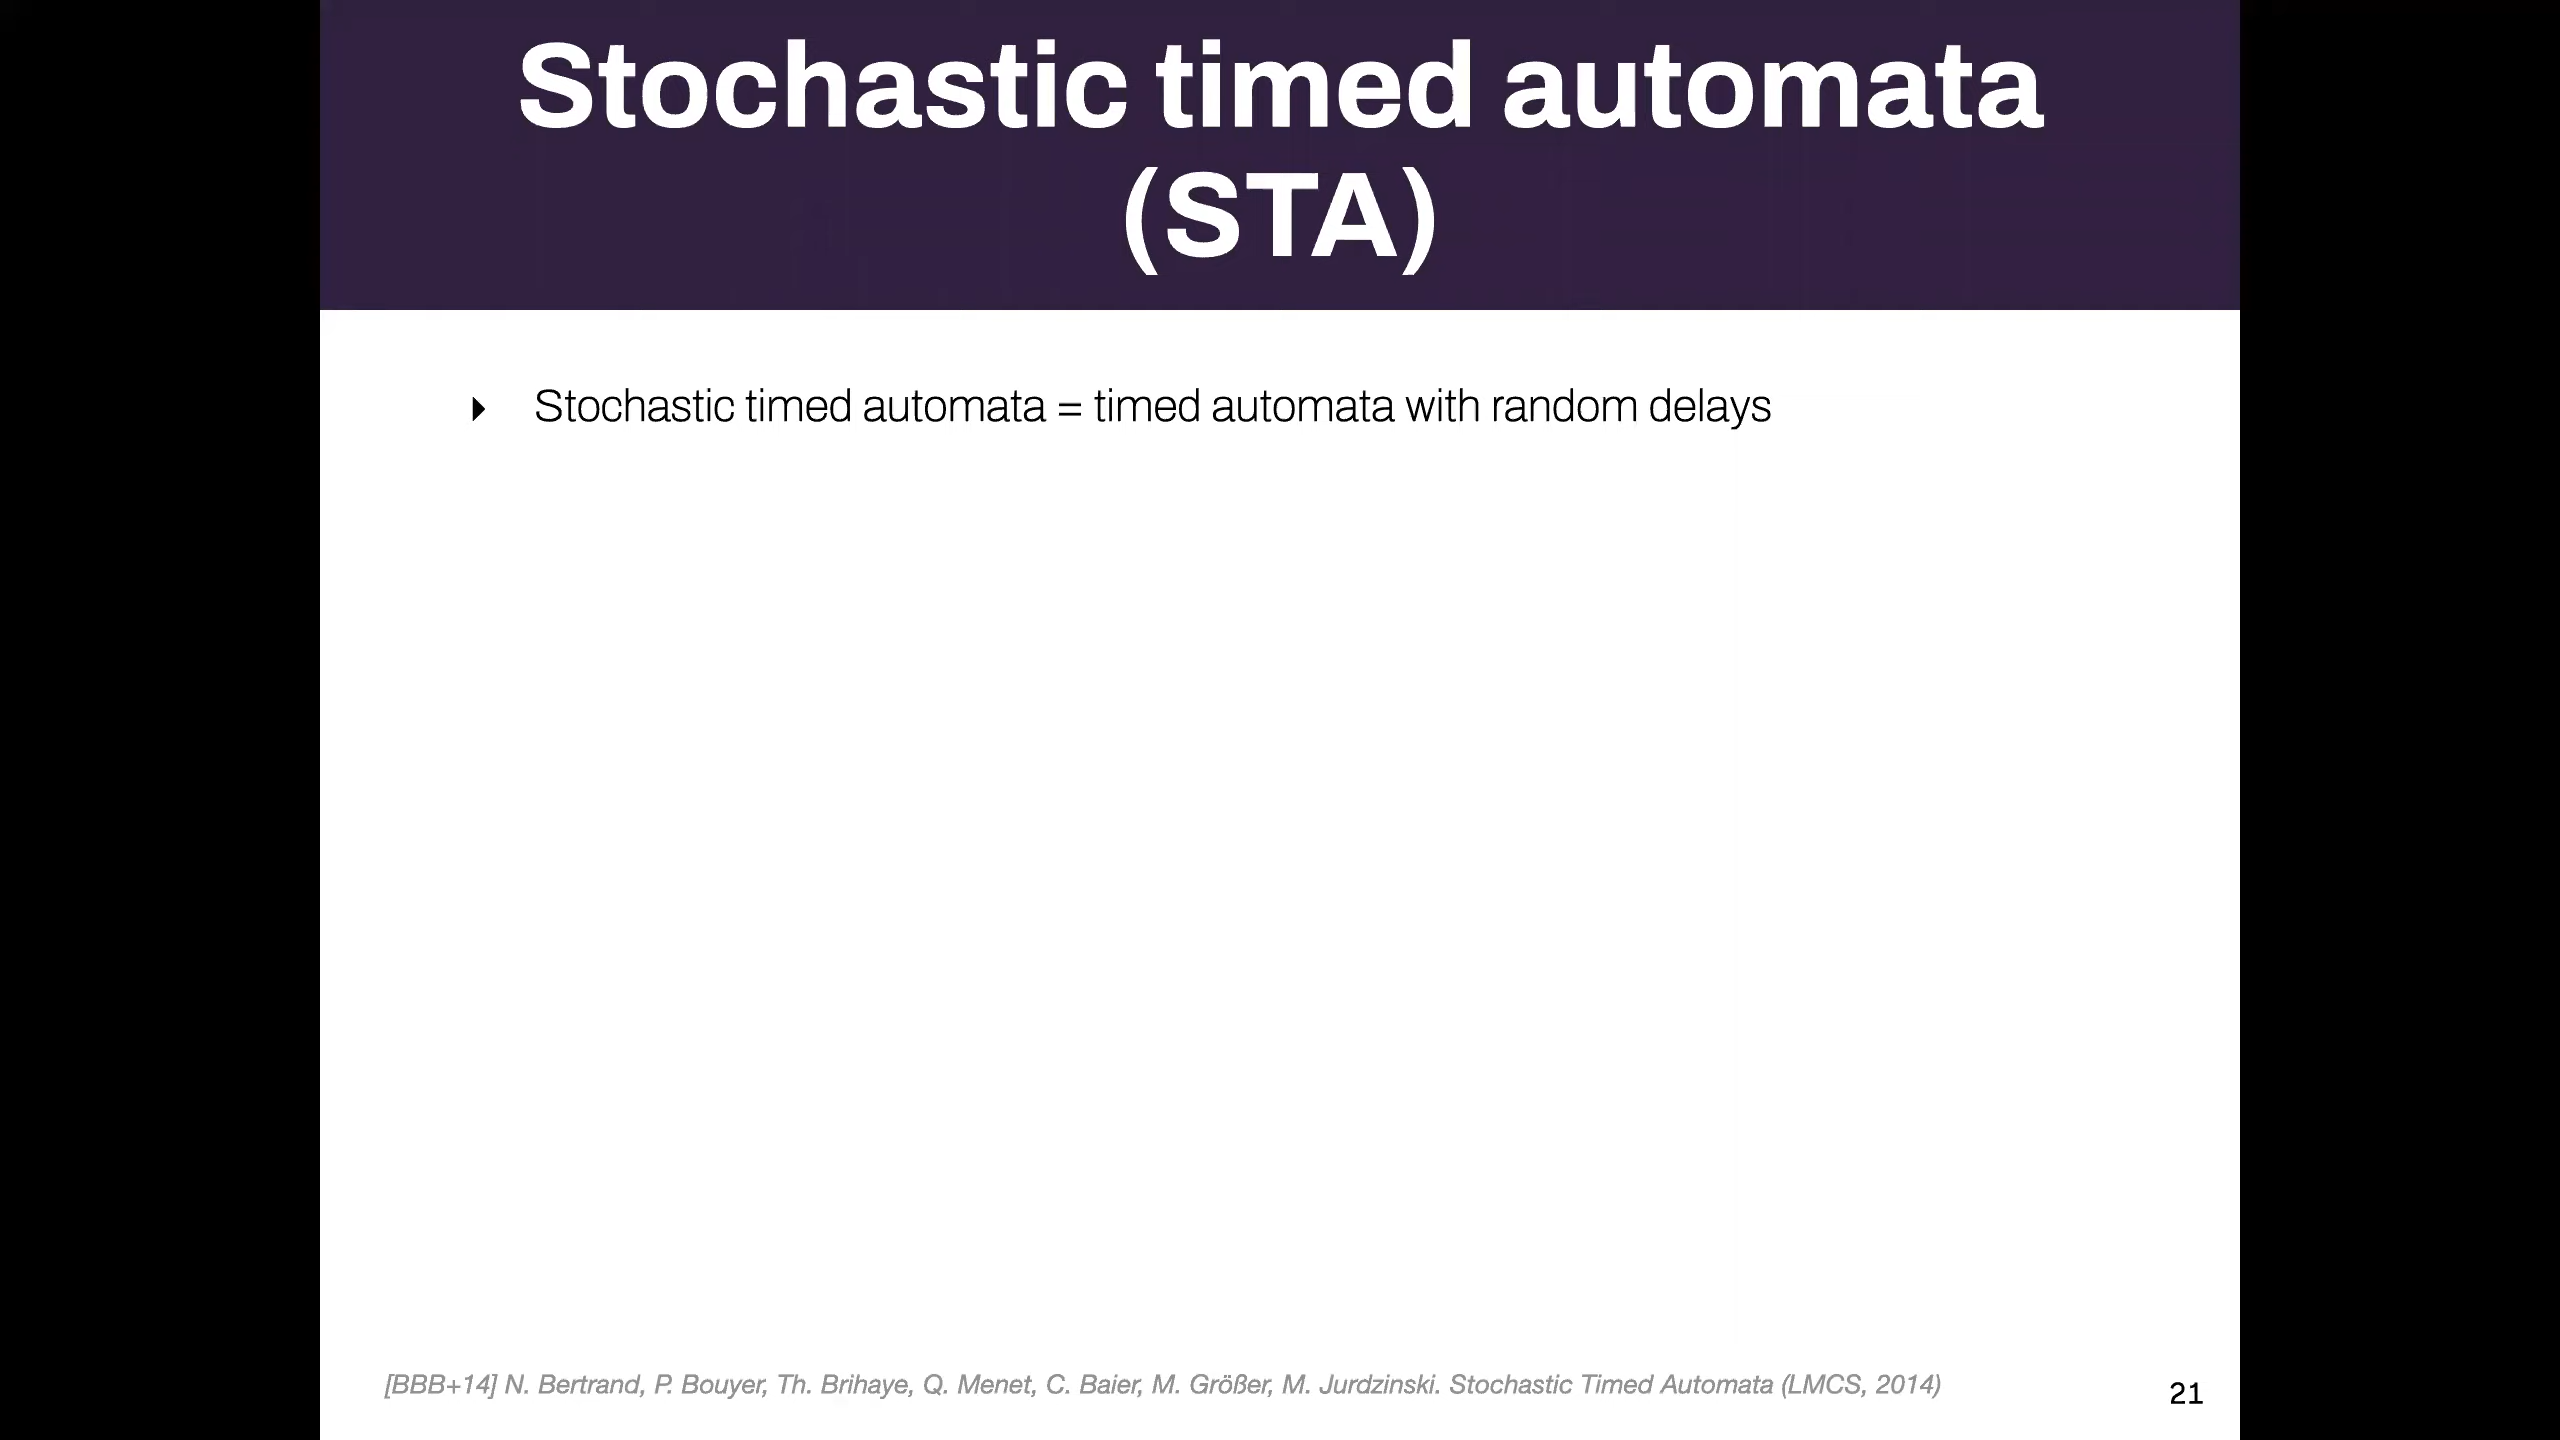 Stochastic timed automata
(STA)
Stochastic timed automata = timed automata with random delays
[BBB+14] N. Bertrand, P. Bouyer, Th. Brihaye, Q. Menet, C. Baier, M. Größer, M. Jurdzinski. Stochastic Timed Automata (LMCS, 2014)
21